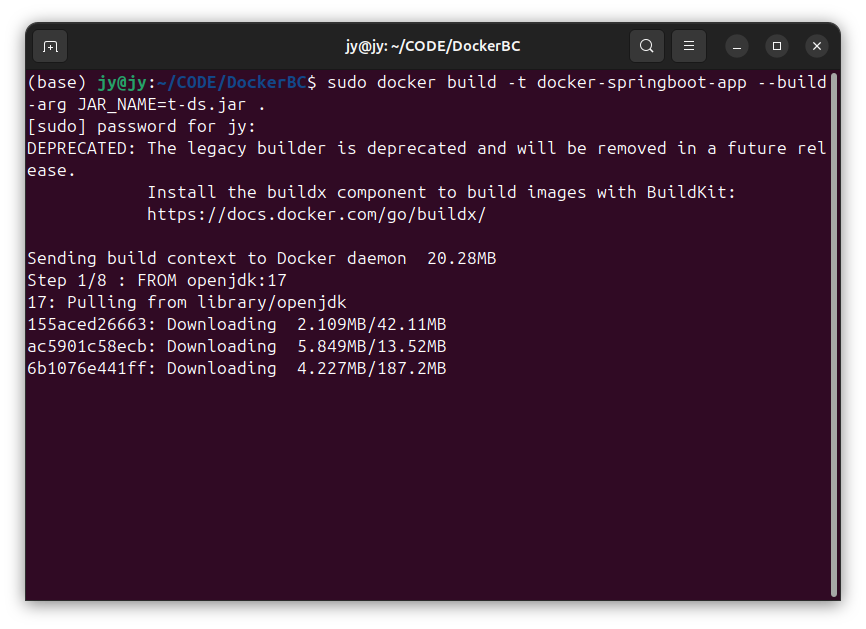 jy@jy: ~/CODE/DockerBC
(base) jy@jy:~/CODE/DockerBC$ sudo docker build -t docker-springboot-app --build
-arg JAR_NAME=t-ds.jar .
[sudo] password for jy:
DEPRECATED: The legacy builder is deprecated and will be removed in a future rel
ease.
            Install the buildx component to build images with BuildKit:
            https://docs.docker.com/go/buildx/
Sending build context to Docker daemon  20.28MB
Step 1/8 : FROM openjdk:17
17: Pulling from library/openjdk
155aced26663: Downloading  2.109MB/42.11MB
ac5901c58ecb: Downloading  5.849MB/13.52MB
6b1076e441ff: Downloading  4.227MB/187.2MB